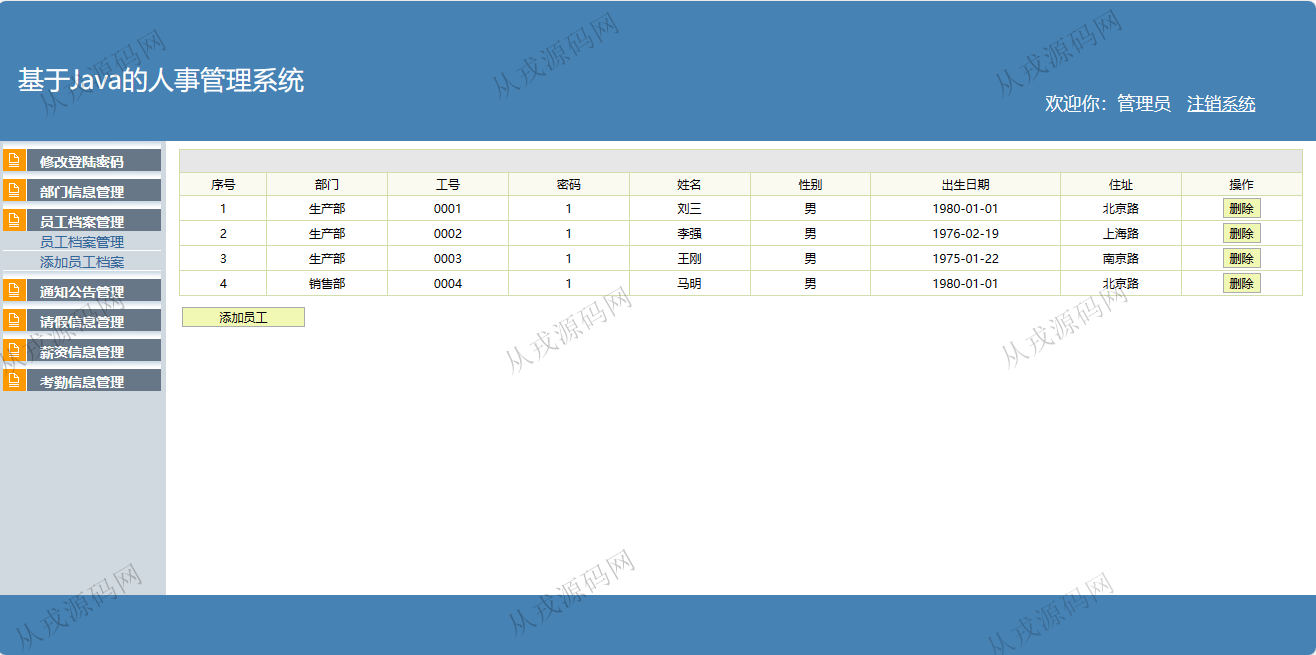 基于Java的人事管理系统
欢迎你：管理员 注销系统
修改登陆密码
部门信息管理
员工档案管理
员工档案管理
添加员工档案
通知公告管理
请假信息管理
薪资信息管理
考勤信息管理
序号 部门 工号 密码 姓名 性别 出生日期 住址 操作
1 生产部 0001 1 刘三 男 1980-01-01 北京路 删除
2 生产部 0002 1 李强 男 1976-02-19 上海路 删除
3 生产部 0003 1 王刚 男 1975-01-22 南京路 删除
4 销售部 0004 1 马明 男 1980-01-01 北京路 删除
添加员工
从戎源码网
从戎源码网
从戎源码网
从戎源码网
从戎源码网
从戎源码网
从戎源码网
从戎源码网
从戎源码网